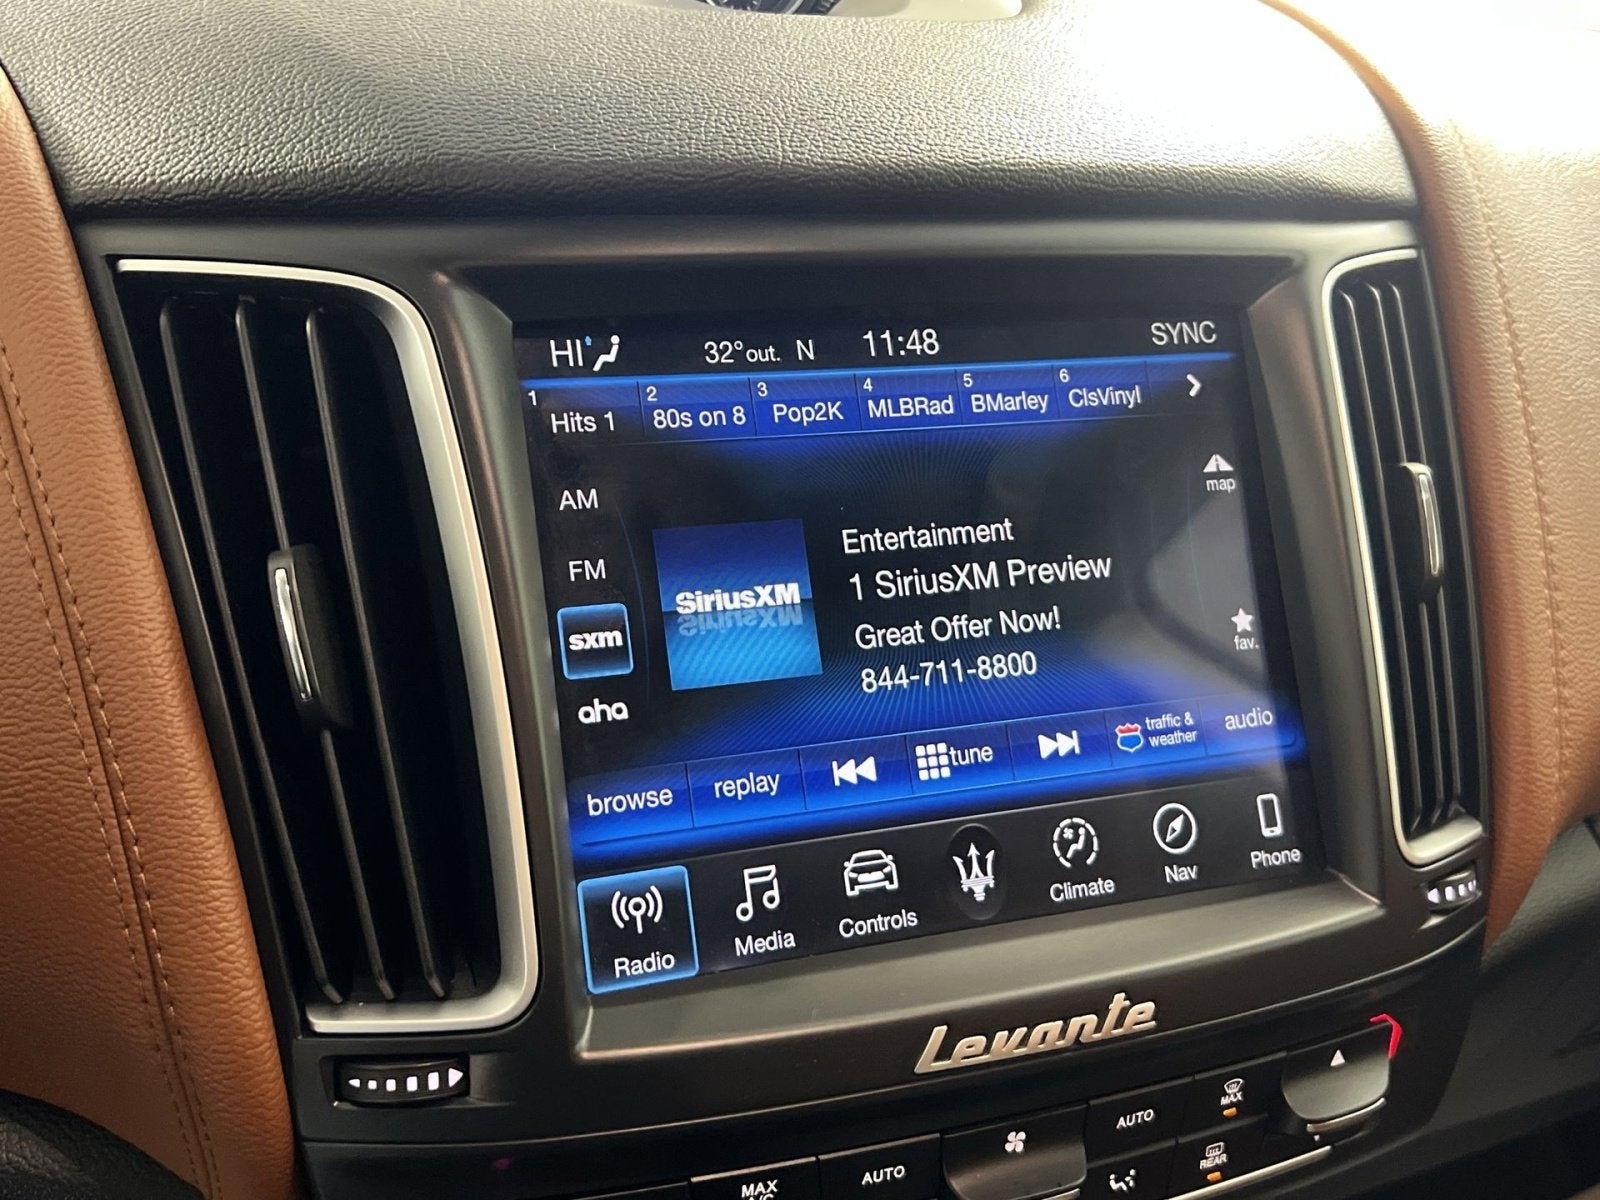 HI 32° out. N 11:48 SYNC
1 Hits 1 2 80s on 8 3 Pop2K 4 MLBRad 5 BMarley 6 ClsVinyl
map
AM
FM
sxm
aha
SiriusXM
Entertainment
1 SiriusXM Preview
Great Offer Now!
844-711-8800
fav.
browse replay tune traffic & weather audio
Radio Media Controls Climate Nav Phone
Levante
MAX
AUTO
AUTO
MAX
REAR